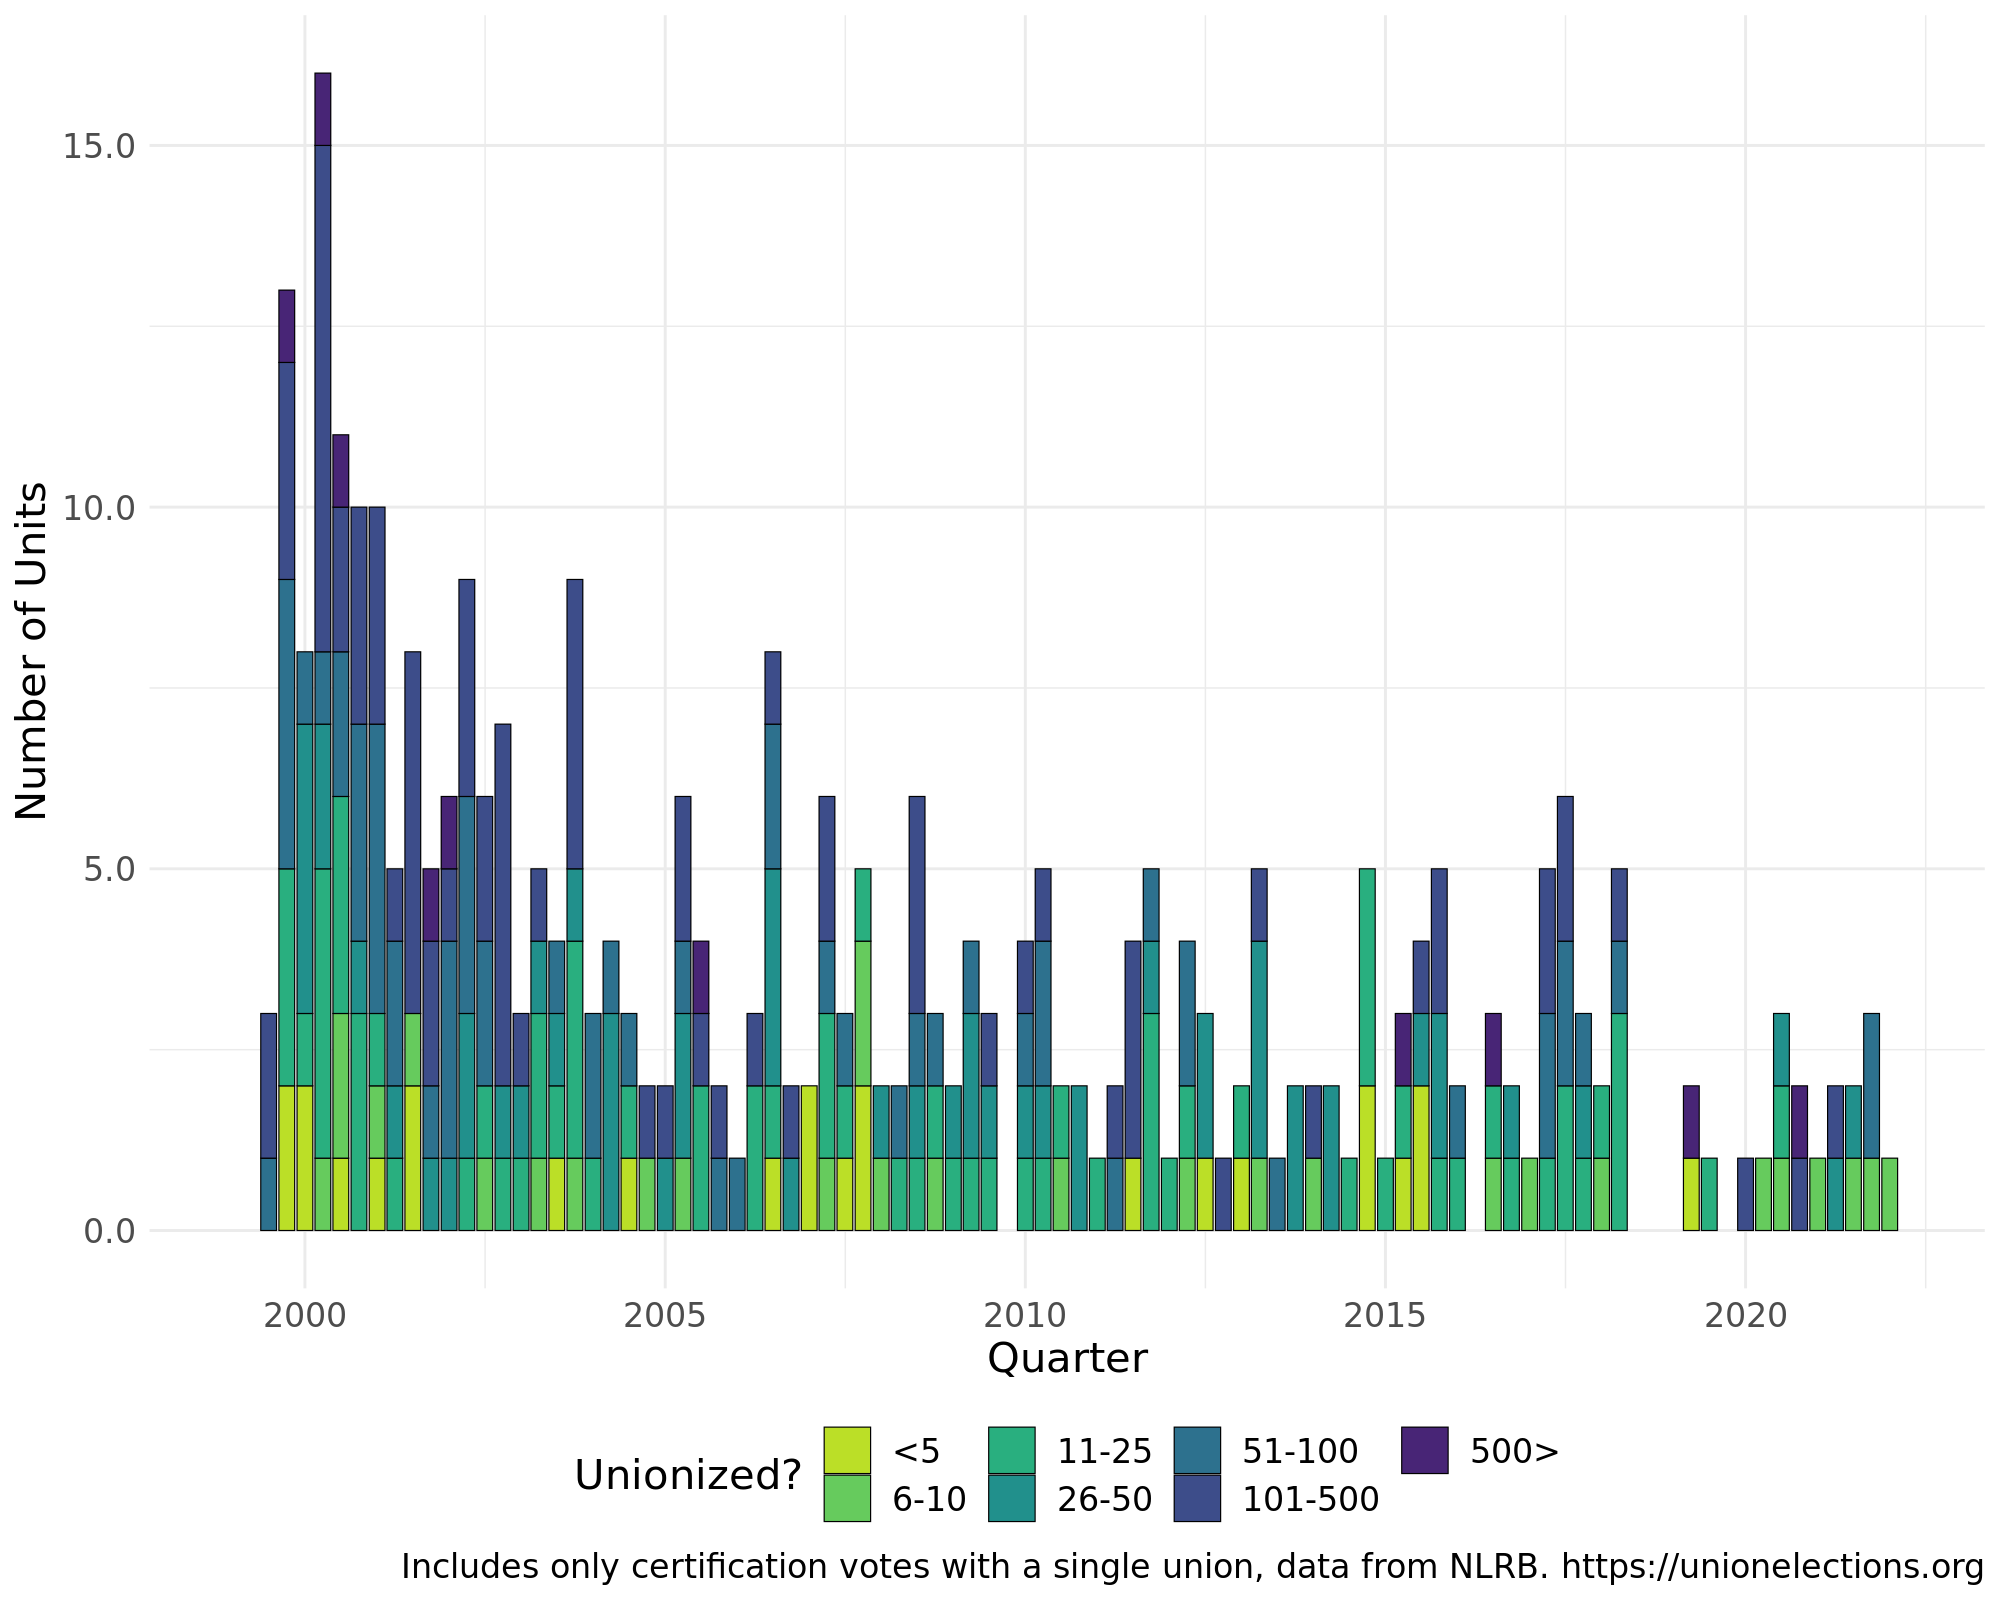 15.0
10.0
5.0
0.0
Number of Units
2000 2005 2010 2015 2020
Quarter
Unionized?
<5 11-25 51-100 500>
6-10 26-50 101-500
Includes only certification votes with a single union, data from NLRB. https://unionelections.org